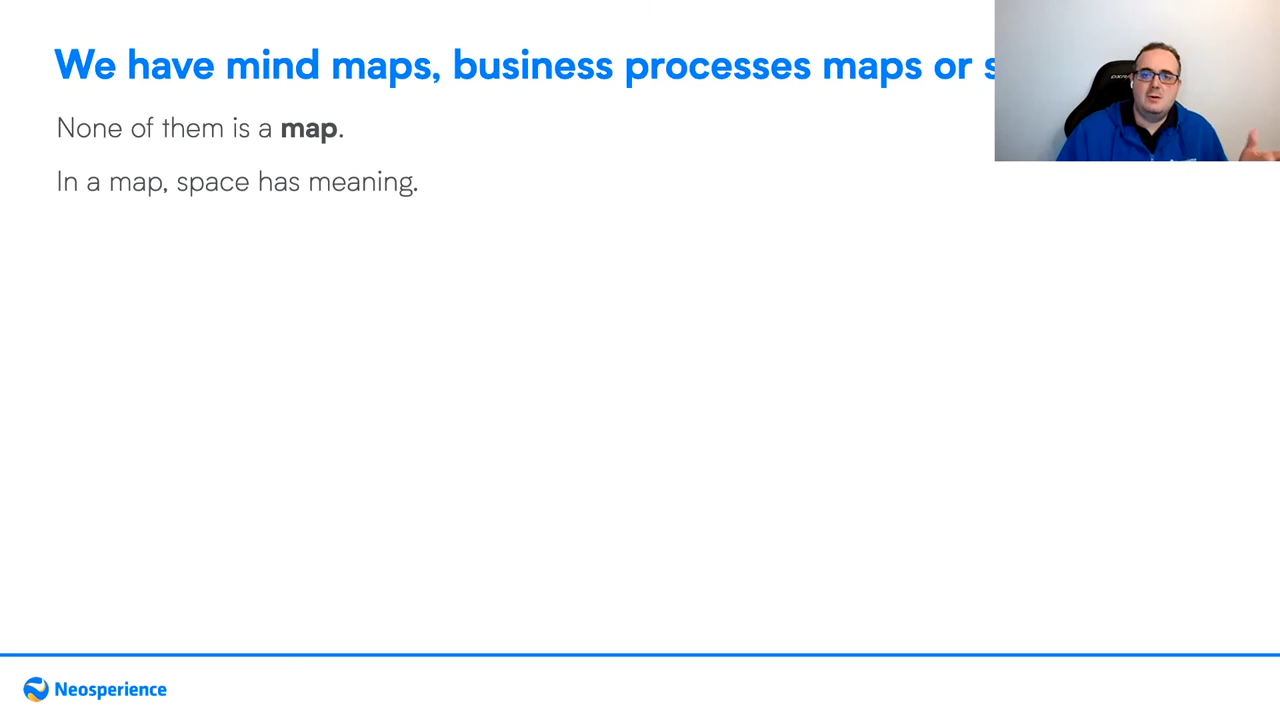 We have mind maps, business processes maps or s
None of them is a map.
In a map, space has meaning.
Neosperience